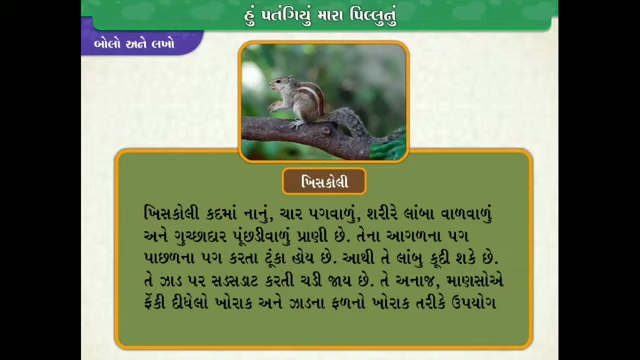 હું પતંગિયું મારા પિલ્લુનું
બોલો અને લખો
ખિસકોલી
ખિસકોલી કદમાં નાનું, ચાર પગવાળું, શરીરે લાંબા વાળવાળું
અને ગુચ્છાદાર પૂંછડીવાળું પ્રાણી છે. તેના આગળના પગ
પાછળના પગ કરતા ટૂંકા હોય છે. આથી તે લાંબુ કૂદી શકે છે.
તે ઝાડ પર સડસડાટ કરતી ચડી જાય છે. તે અનાજ, માણસોએ
ફેંકી દીધેલો ખોરાક અને ઝાડના ફળનો ખોરાક તરીકે ઉપયોગ